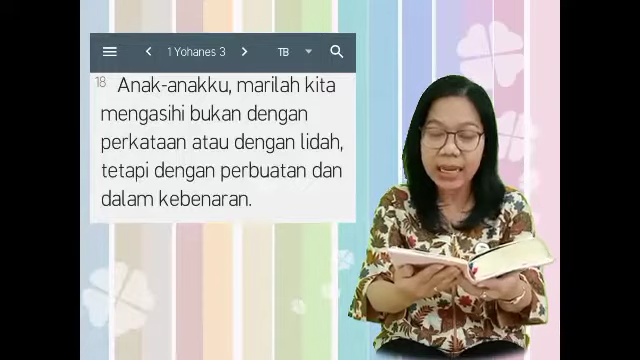 1 Yohanes 3 TB
18 Anak-anakku, marilah kita
mengasihi bukan dengan
perkataan atau dengan lidah,
tetapi dengan perbuatan dan
dalam kebenaran.